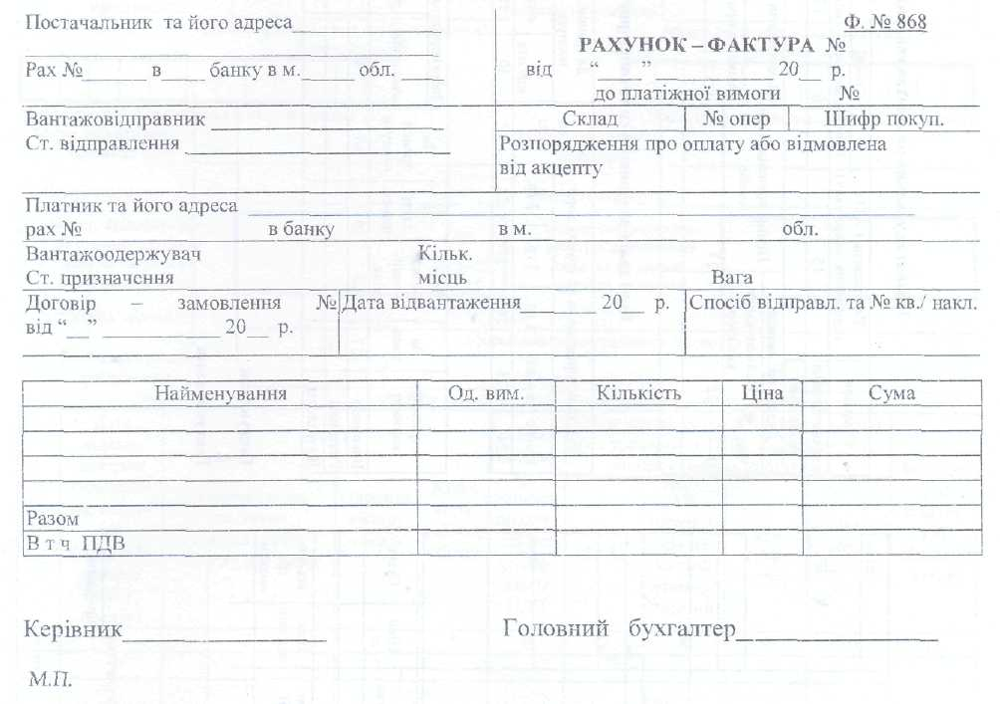 Постачальник та його адреса____________
Ф. № 868
РАХУНОК – ФАКТУРА №
Рах №______ в____ банку в м._____ обл. ____
від “____” ___________ 20__ р.
до платіжної вимоги №
Вантажовідправник ____________________
Склад № опер Шифр покуп.
Ст. відправлення ______________________
Розпорядження про оплату або відмовлена
від акцепту
Платник та його адреса ____________________
рах № в банку в м. обл.
Вантажоодержувач Кільк.
Ст. призначення місць Вага
Договір – замовлення №
від “__” ___________ 20__ р.
Дата відвантаження_______ 20__ р.
Спосіб відправл. та № кв./ накл.
Найменування Од. вим. Кількість Ціна Сума
Разом
В т ч ПДВ
Керівник________________ Головний бухгалтер________________
М.П.